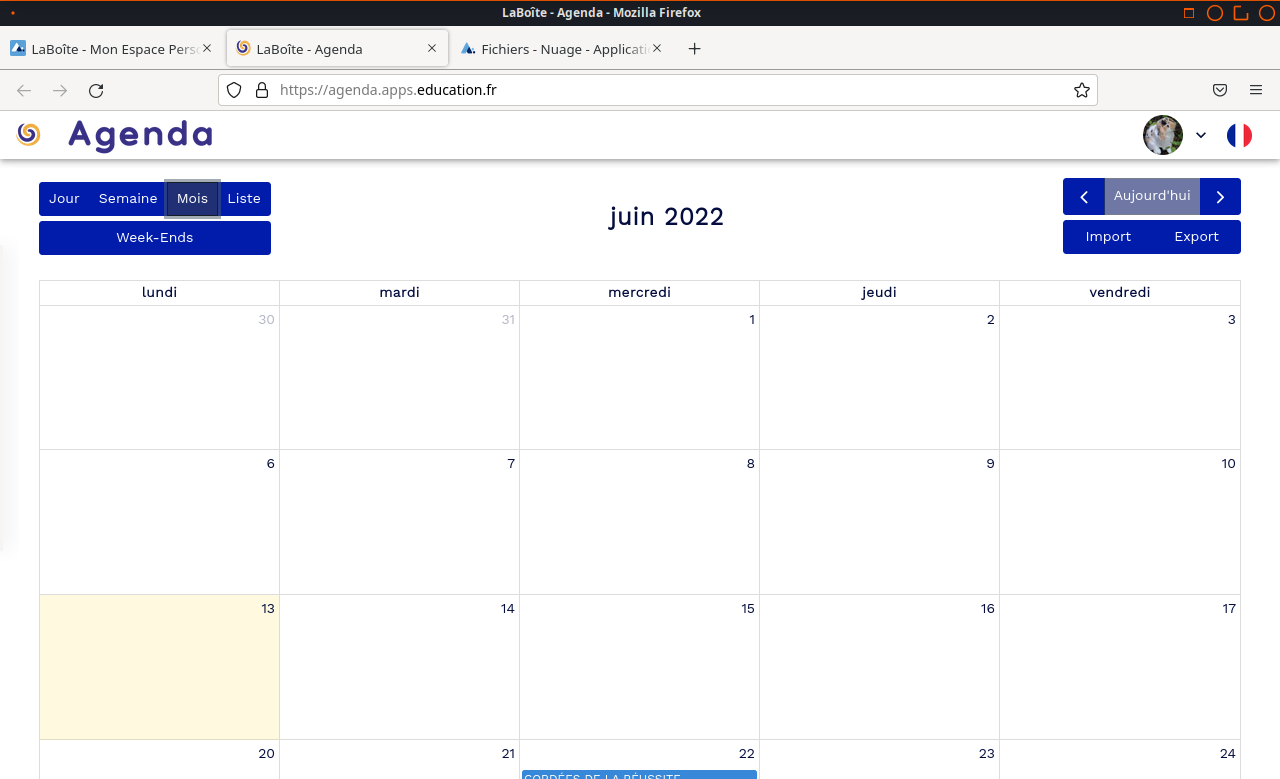 LaBoîte - Agenda - Mozilla Firefox
LaBoîte - Mon Espace Pers
LaBoîte - Agenda
Fichiers - Nuage - Applicati
https://agenda.apps.education.fr
Agenda
Jour Semaine Mois Liste
Week-Ends
juin 2022
Aujourd'hui
Import Export
lundi mardi mercredi jeudi vendredi
30 31 1 2 3
6 7 8 9 10
13 14 15 16 17
20 21 22 23 24
CORDÉES DE LA RÉUSSITE